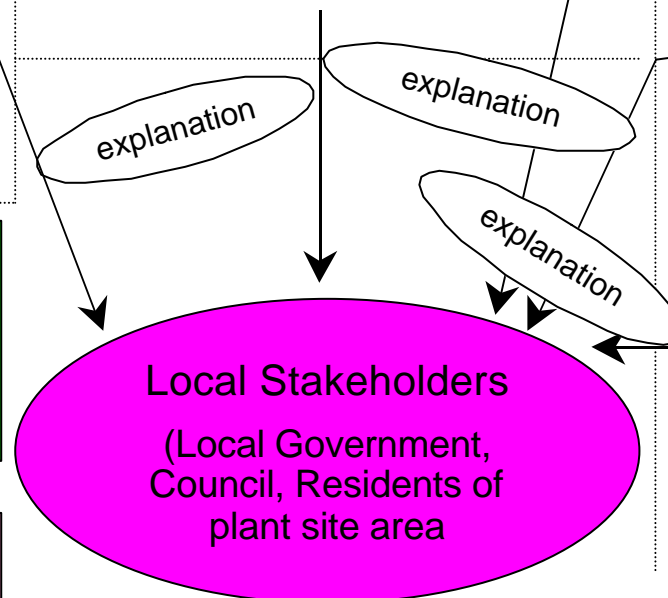 explanation
explanation
explanation
Local Stakeholders
(Local Government,
Council, Residents of
plant site area